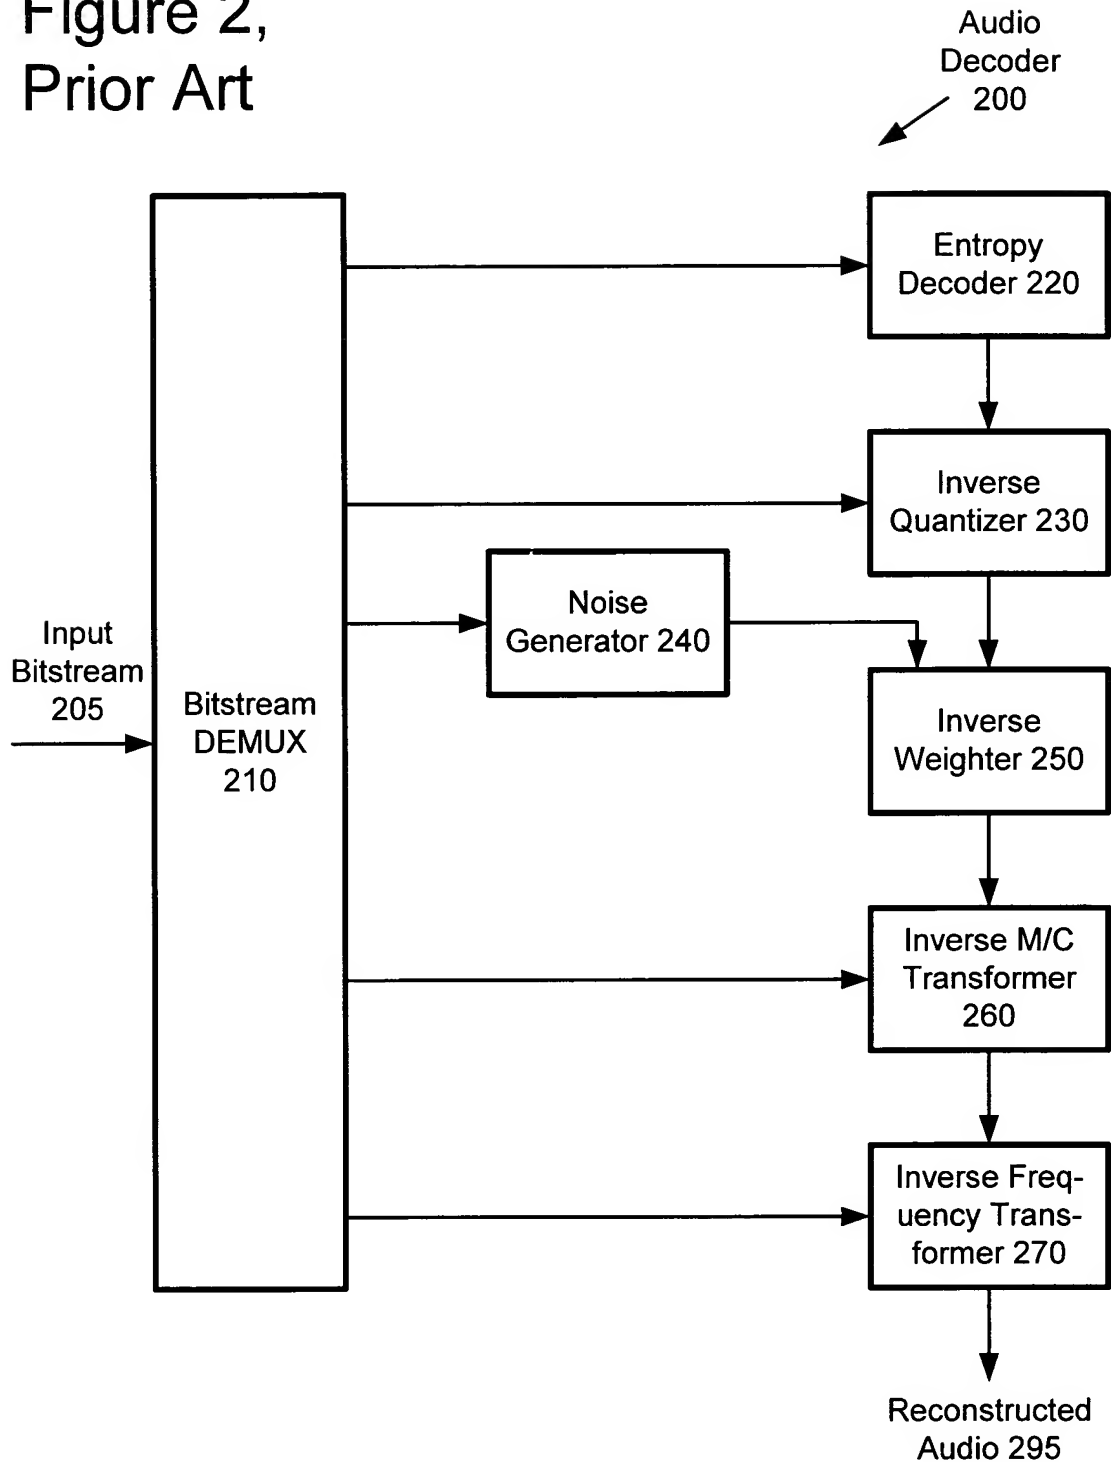 Figure 2,
Prior Art
Audio
Decoder
200
Entropy
Decoder 220
Inverse
Quantizer 230
Noise
Generator 240
Input
Bitstream
205
Bitstream
DEMUX
210
Inverse
Weighter 250
Inverse M/C
Transformer
260
Inverse Freq-
uency Trans-
former 270
Reconstructed
Audio 295